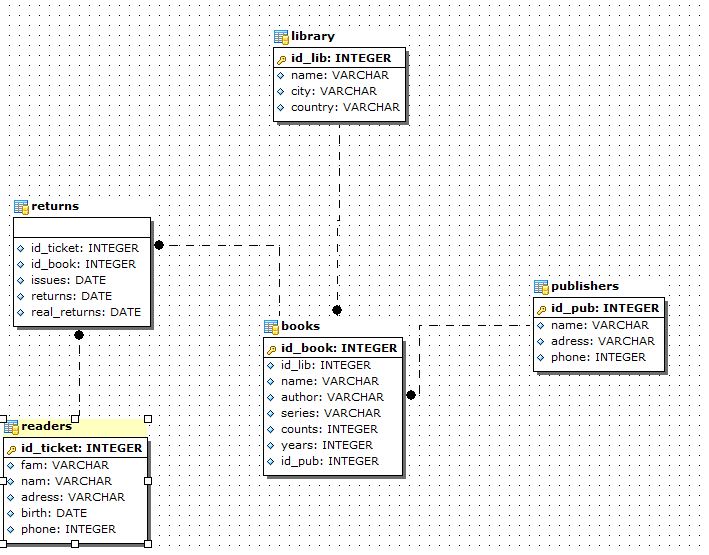 library
id_lib: INTEGER
name: VARCHAR
city: VARCHAR
country: VARCHAR
returns
id_ticket: INTEGER
id_book: INTEGER
issues: DATE
returns: DATE
real_returns: DATE
publishers
id_pub: INTEGER
name: VARCHAR
adress: VARCHAR
phone: INTEGER
books
id_book: INTEGER
id_lib: INTEGER
name: VARCHAR
author: VARCHAR
series: VARCHAR
counts: INTEGER
years: INTEGER
id_pub: INTEGER
readers
id_ticket: INTEGER
fam: VARCHAR
nam: VARCHAR
adress: VARCHAR
birth: DATE
phone: INTEGER